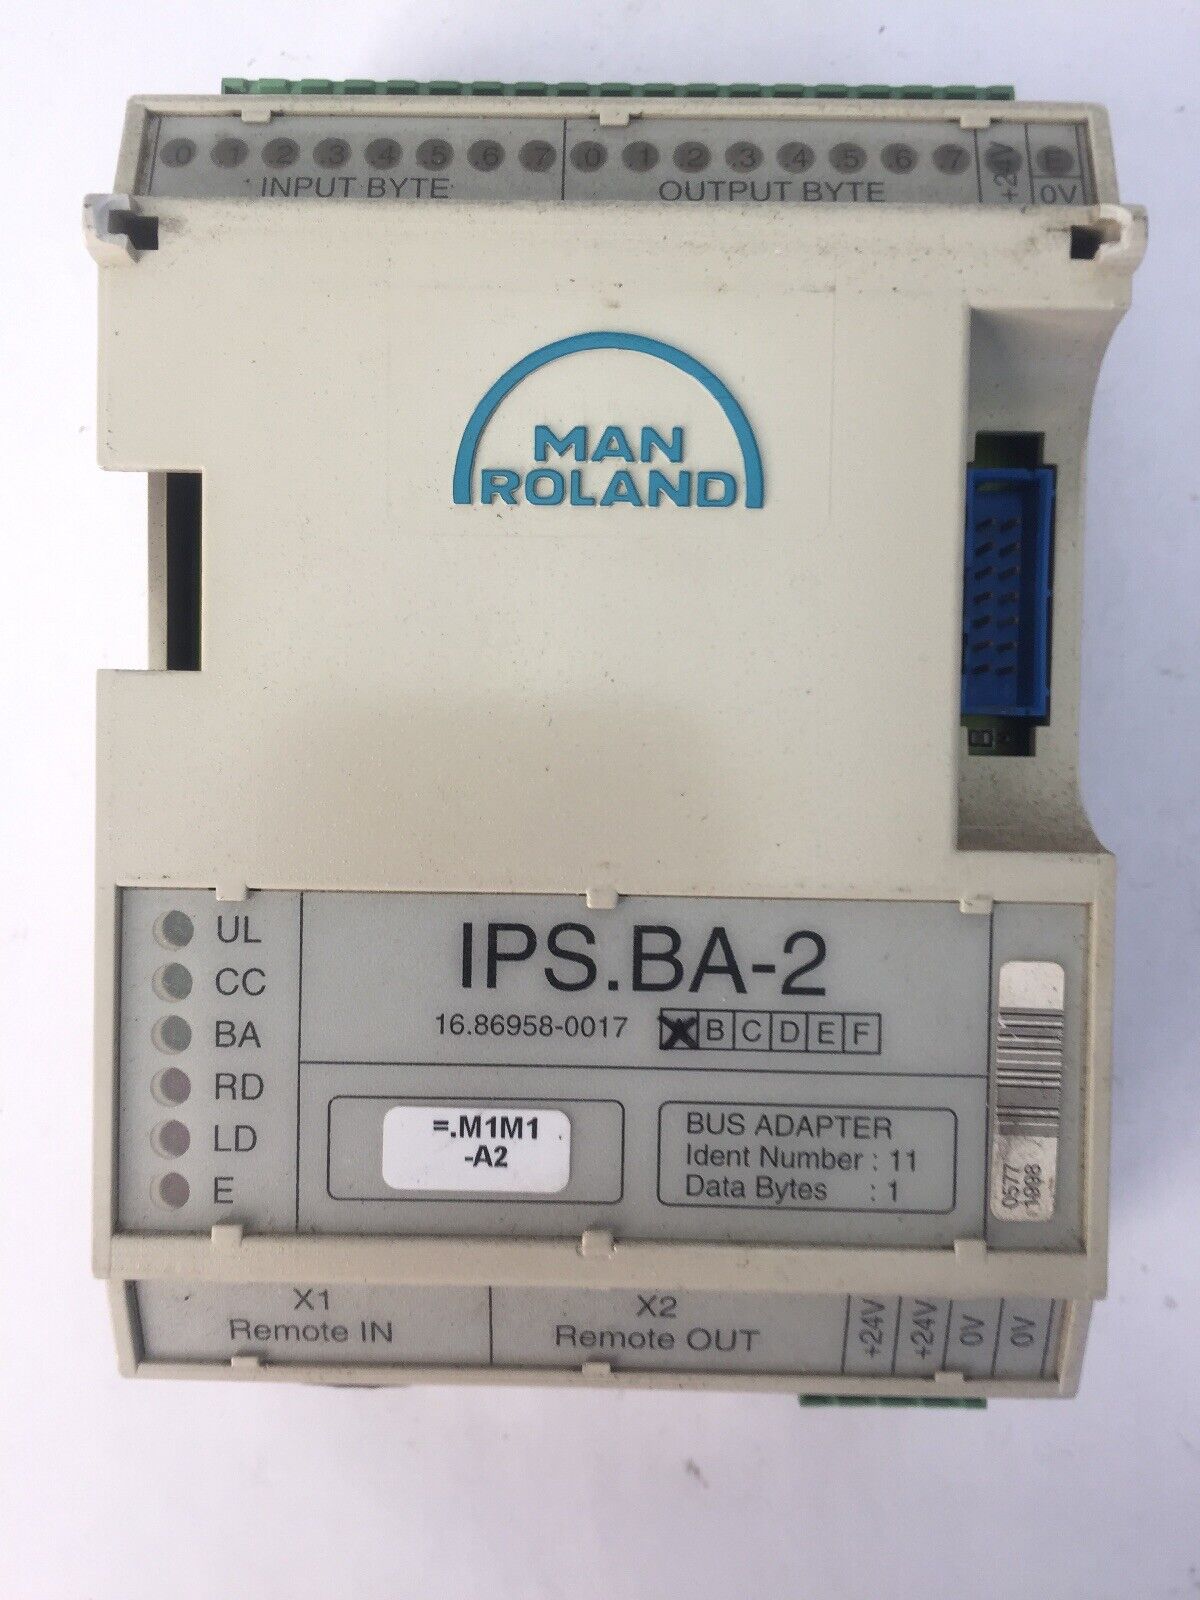 .0 .1 .2 .3 .4 .5 .6 .7 .0 .1 .2 .3 .4 .5 .6 .7 +24V E
INPUT BYTE OUTPUT BYTE 0V
MAN
ROLAND
B
UL
CC
BA
RD
LD
E
IPS.BA-2
16.86958-0017 A B C D E F
=.M1M1
-A2
BUS ADAPTER
Ident Number : 11
Data Bytes : 1
0577
1998
X1
Remote IN
X2
Remote OUT
+24V
+24V
0V
0V